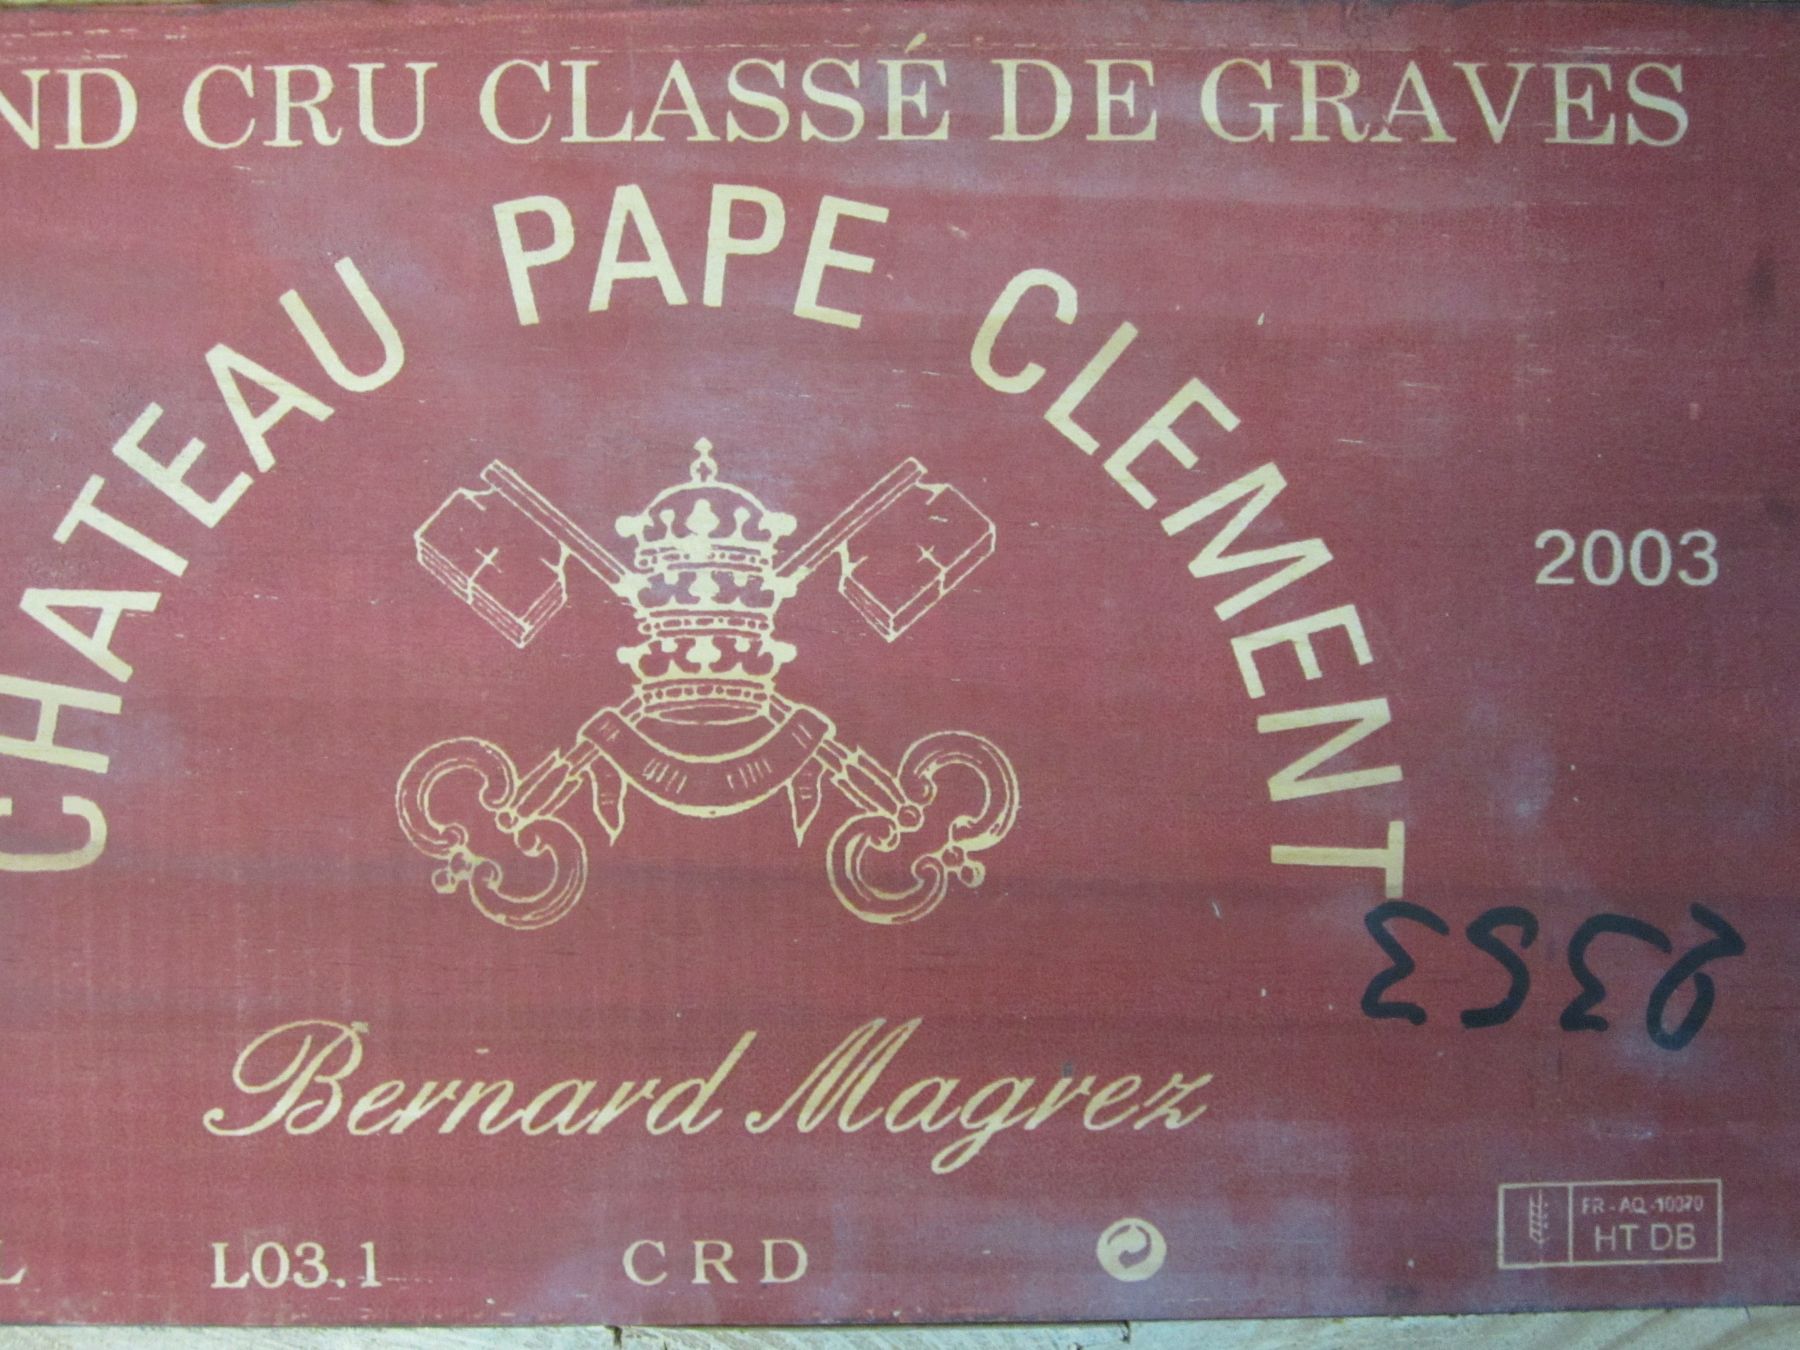 ND CRU CLASSÉ DE GRAVES
CHATEAU PAPE CLEMENT
2003
2353
Bernard Magrez
L L03.1 CRD
FR-AQ-10070
HT DB